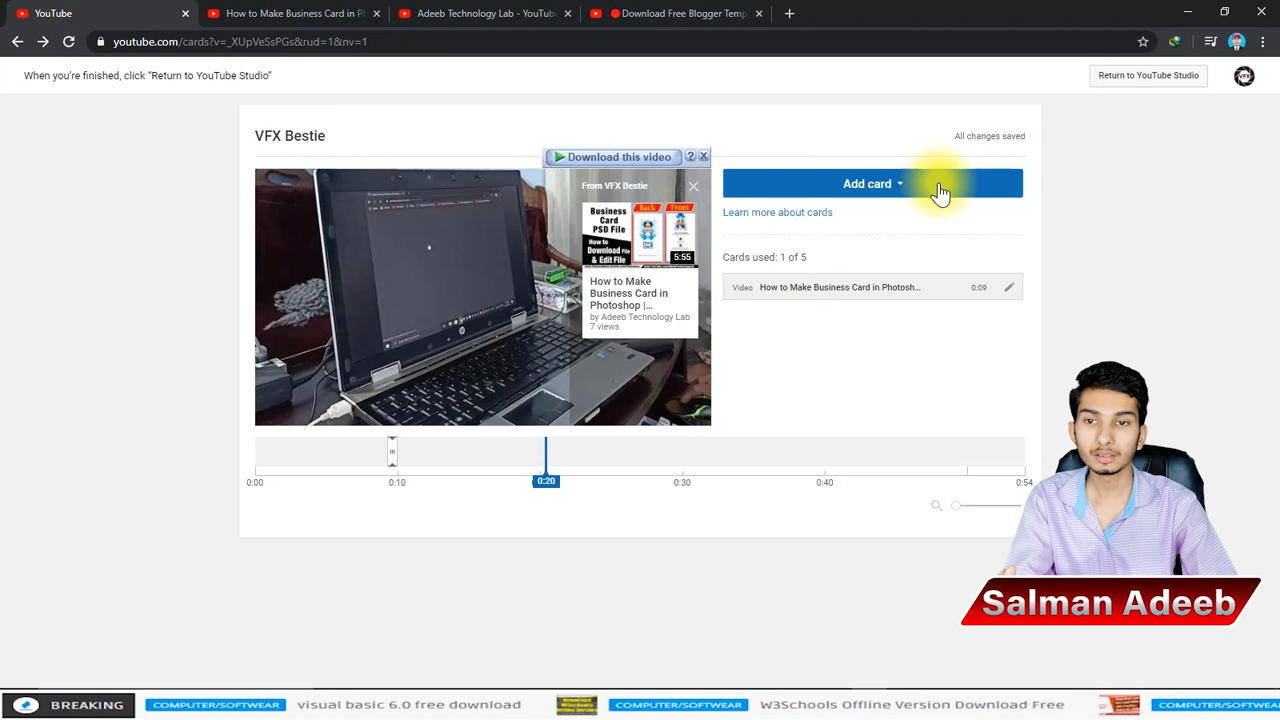 YouTube
How to Make Business Card in P
Adeeb Technology Lab - YouTube
Download Free Blogger Temp
youtube.com/cards?v=_XUpVeSsPGs&rud=1&nv=1
When you're finished, click "Return to YouTube Studio"
Return to YouTube Studio
VFX
VFX Bestie
All changes saved
Download this video
?
From VFX Bestie
Business
Card
PSD File
How to
Download File
& Edit File
Back
Front
5:55
How to Make
Business Card in
Photoshop |...
by Adeeb Technology Lab
7 views
Add card
Learn more about cards
Cards used: 1 of 5
Video How to Make Business Card in Photosh... 0:09
0:00
0:10
0:20
0:30
0:40
0:54
Salman Adeeb
BREAKING
COMPUTER/SOFTWEAR
ual basic 6.0 free download
COMPUTER/SOFTWEAR
W3Schools Offline Version Download Free
COMPUTER/SOFTWEA